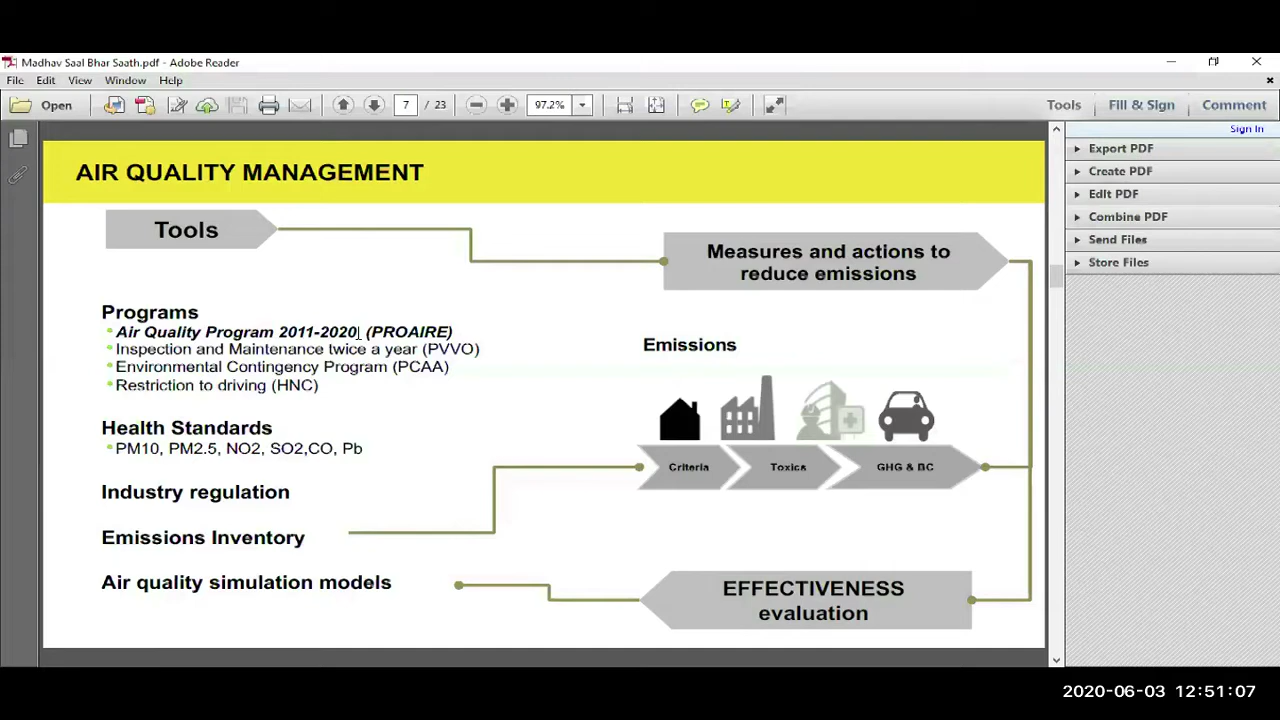 Madhav Saal Bhar Saath.pdf - Adobe Reader
File Edit View Window Help
Open 7 / 23 97.2% Tools Fill & Sign Comment
Sign In
Export PDF
Create PDF
Edit PDF
Combine PDF
Send Files
Store Files
AIR QUALITY MANAGEMENT
Tools
Measures and actions to
reduce emissions
Programs
Air Quality Program 2011-2020 (PROAIRE)
Inspection and Maintenance twice a year (PVVO)
Environmental Contingency Program (PCAA)
Restriction to driving (HNC)
Health Standards
PM10, PM2.5, NO2, SO2,CO, Pb
Industry regulation
Emissions Inventory
Air quality simulation models
Emissions
Criteria
Toxics
GHG & BC
EFFECTIVENESS
evaluation
2020-06-03 12:51:07